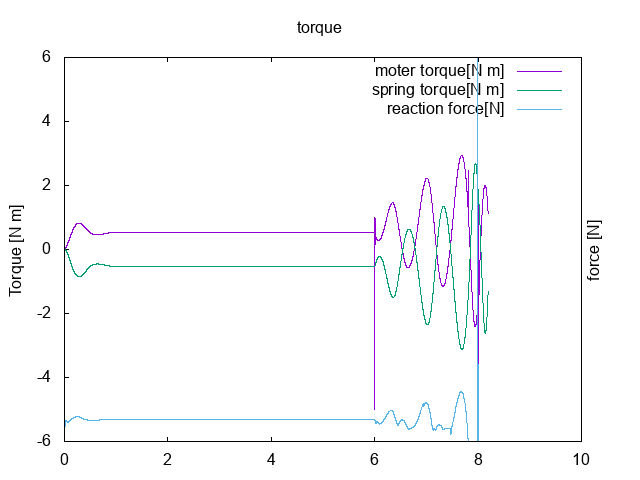 torque
moter torque[N m]
spring torque[N m]
reaction force[N]
Torque [N m]
force [N]
6
4
2
0
-2
-4
-6
0 2 4 6 8 10